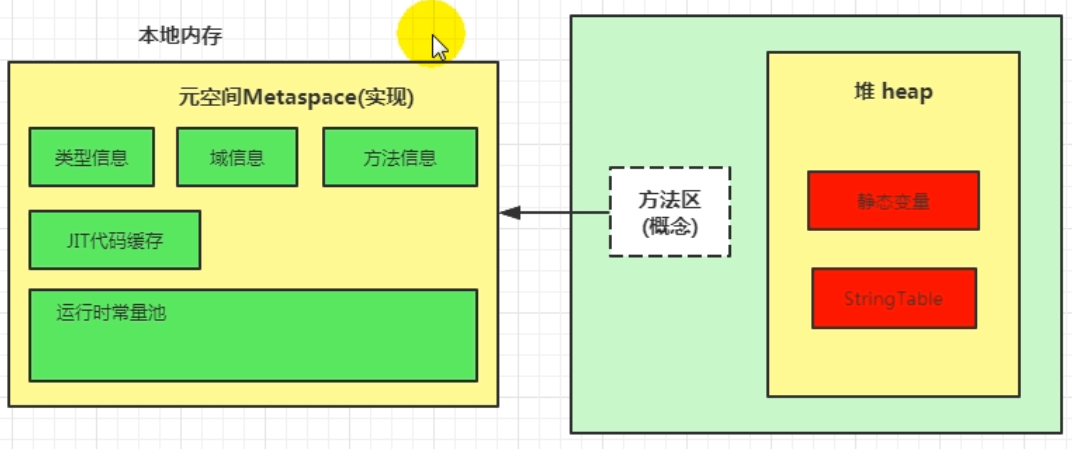 本地内存
元空间Metaspace(实现)
类型信息
域信息
方法信息
JIT代码缓存
运行时常量池
方法区
(概念)
堆 heap
静态变量
StringTable